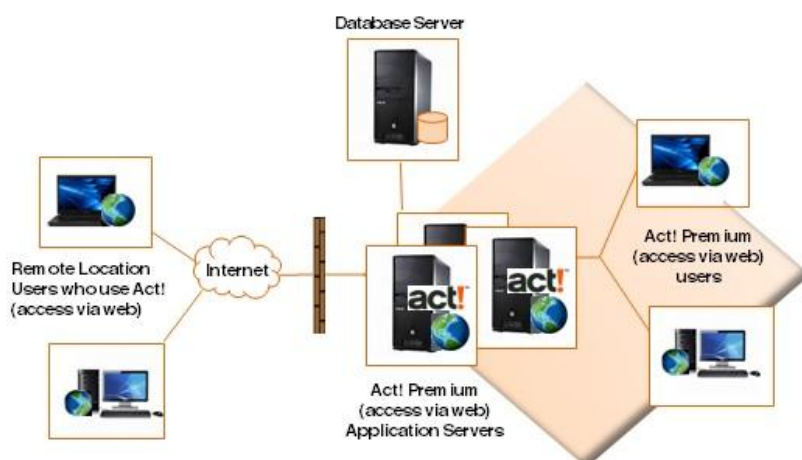 Database Server
Remote Location
Users who use Act!
(access via web)
Internet
act!
act!
Act! Premium
(access via web)
Application Servers
Act! Premium
(access via web)
users